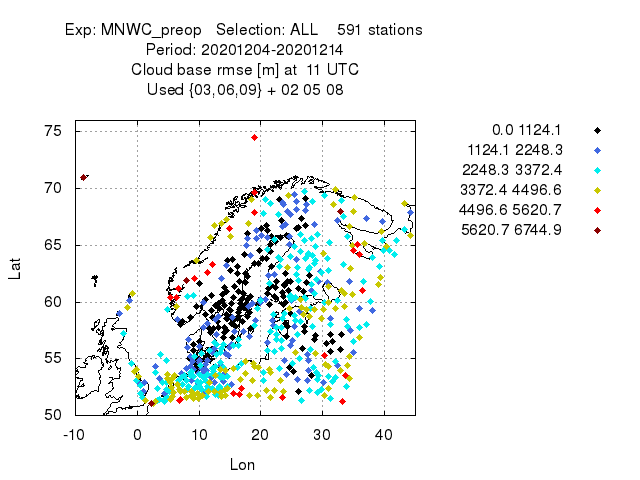 Exp: MNWC_preop   Selection: ALL    591 stations
Period: 20201204-20201214
Cloud base rmse [m] at  11 UTC
Used {03,06,09} + 02 05 08
0.0 1124.1
1124.1 2248.3
2248.3 3372.4
3372.4 4496.6
4496.6 5620.7
5620.7 6744.9
75
70
65
60
55
50
Lat
-10 0 10 20 30 40
Lon